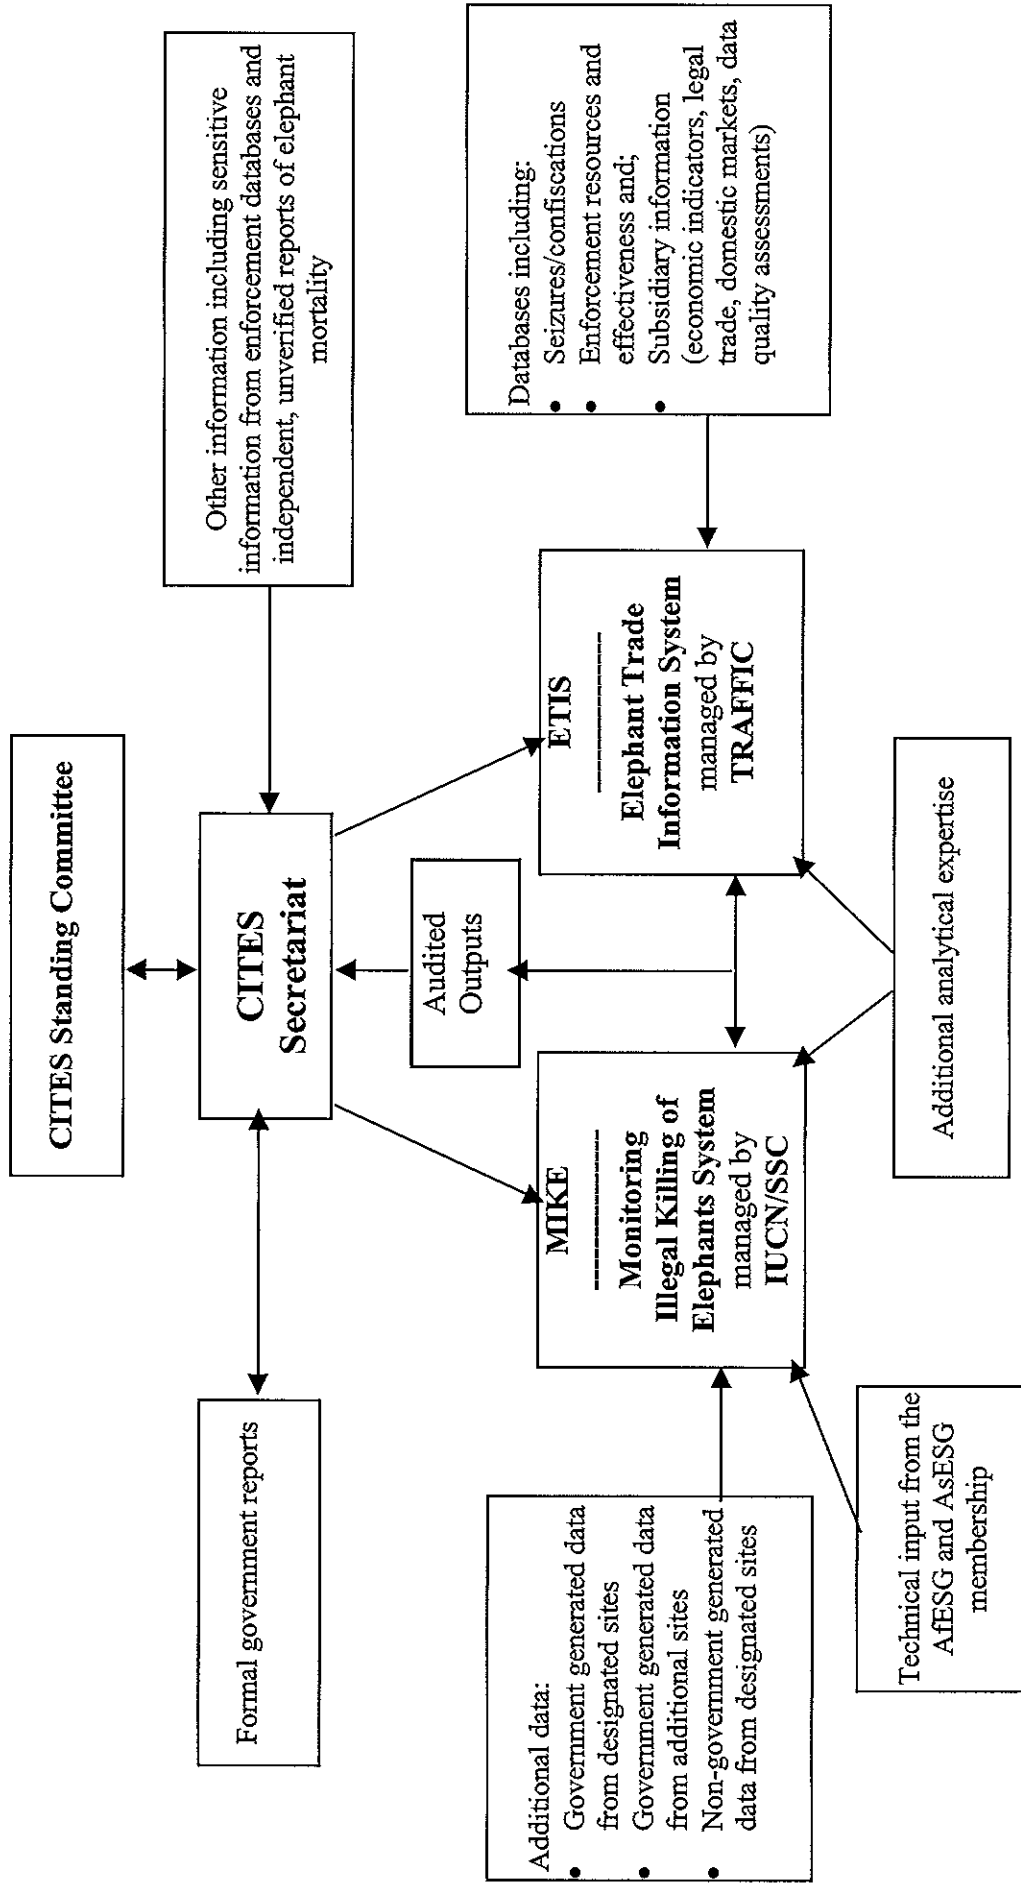 CITES Standing Committee
Formal government reports
CITES
Secretariat
Other information including sensitive
information from enforcement databases and
independent, unverified reports of elephant
mortality
Audited
Outputs
Additional data:
• Government generated data
from designated sites
• Government generated data
from additional sites
• Non-government generated
data from designated sites
MIKE
----------
Monitoring
Illegal Killing of
Elephants System
managed by
IUCN/SSC
ETIS
----------
Elephant Trade
Information System
managed by
TRAFFIC
Databases including:
• Seizures/confiscations
• Enforcement resources and
effectiveness and;
• Subsidiary information
(economic indicators, legal
trade, domestic markets, data
quality assessments)
Technical input from the
AfESG and AsESG
membership
Additional analytical expertise